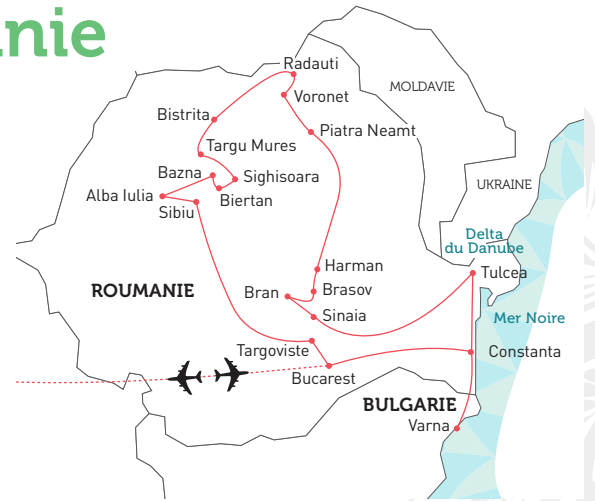 nie
Radauti
MOLDAVIE
Voronet
Bistrita
Piatra Neamt
Targu Mures
Bazna
Sighisoara
UKRAINE
Alba Iulia
Biertan
Sibiu
Delta
du Danube
Harman
Tulcea
ROUMANIE
Bran
Brasov
Sinaia
Mer Noire
Targoviste
Constanta
Bucarest
BULGARIE
Varna